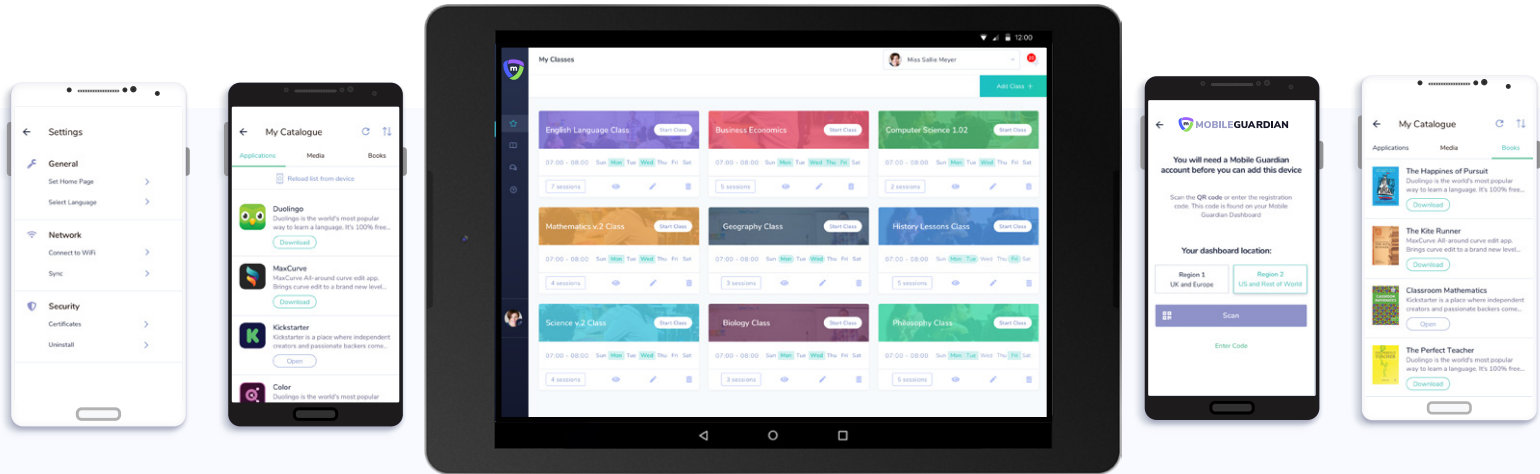 Settings
General
Set Home Page
Select Language
Network
Connect to WiFi
Sync
Security
Certificates
Uninstall
My Catalogue
Applications Media Books
Reload list from device
Duolingo
Duolingo is the world's most popular
way to learn a language. It's 100% free...
Download
MaxCurve
MaxCurve All-around curve edit app.
Brings curve edit to a brand new level...
Download
Kickstarter
Kickstarter is a place where independent
creators and passionate backers come...
Open
Color
Duolingo is the world's most popular
12:00
m
My Classes
Miss Sallie Meyer
Add Class +
English Language Class Start Class
07:00 - 08:00 Sun Mon Tue Wed Thu Fri Sat
7 sessions
Business Economics Start Class
07:00 - 08:00 Sun Mon Tue Wed Thu Fri Sat
5 sessions
Computer Science 1.02 Start Class
07:00 - 08:00 Sun Mon Tue Wed Thu Fri Sat
2 sessions
Mathematics v.2 Class Start Class
07:00 - 08:00 Sun Mon Tue Wed Thu Fri Sat
4 sessions
Geography Class Start Class
07:00 - 08:00 Sun Mon Tue Wed Thu Fri Sat
3 sessions
History Lessons Class Start Class
07:00 - 08:00 Sun Mon Tue Wed Thu Fri Sat
5 sessions
Science v.2 Class Start Class
07:00 - 08:00 Sun Mon Tue Wed Thu Fri Sat
4 sessions
Biology Class Start Class
07:00 - 08:00 Sun Mon Tue Wed Thu Fri Sat
3 sessions
Philosophy Class Start Class
07:00 - 08:00 Sun Mon Tue Wed Thu Fri Sat
5 sessions
m MOBILEGUARDIAN
You will need a Mobile Guardian
account before you can add this device
Scan the QR code or enter the registration
code. This code is found on your Mobile
Guardian Dashboard
Your dashboard location:
Region 1
UK and Europe
Region 2
US and Rest of World
Scan
Enter Code
My Catalogue
Applications Media Books
The Happines of Pursuit
Duolingo is the world's most popular
way to learn a language. It's 100% free...
Download
The Kite Runner
MaxCurve All-around curve edit app.
Brings curve edit to a brand new level...
Download
Classroom Mathematics
Kickstarter is a place where independent
creators and passionate backers come...
Open
The Perfect Teacher
Duolingo is the world's most popular
way to learn a language. It's 100% free...
Download